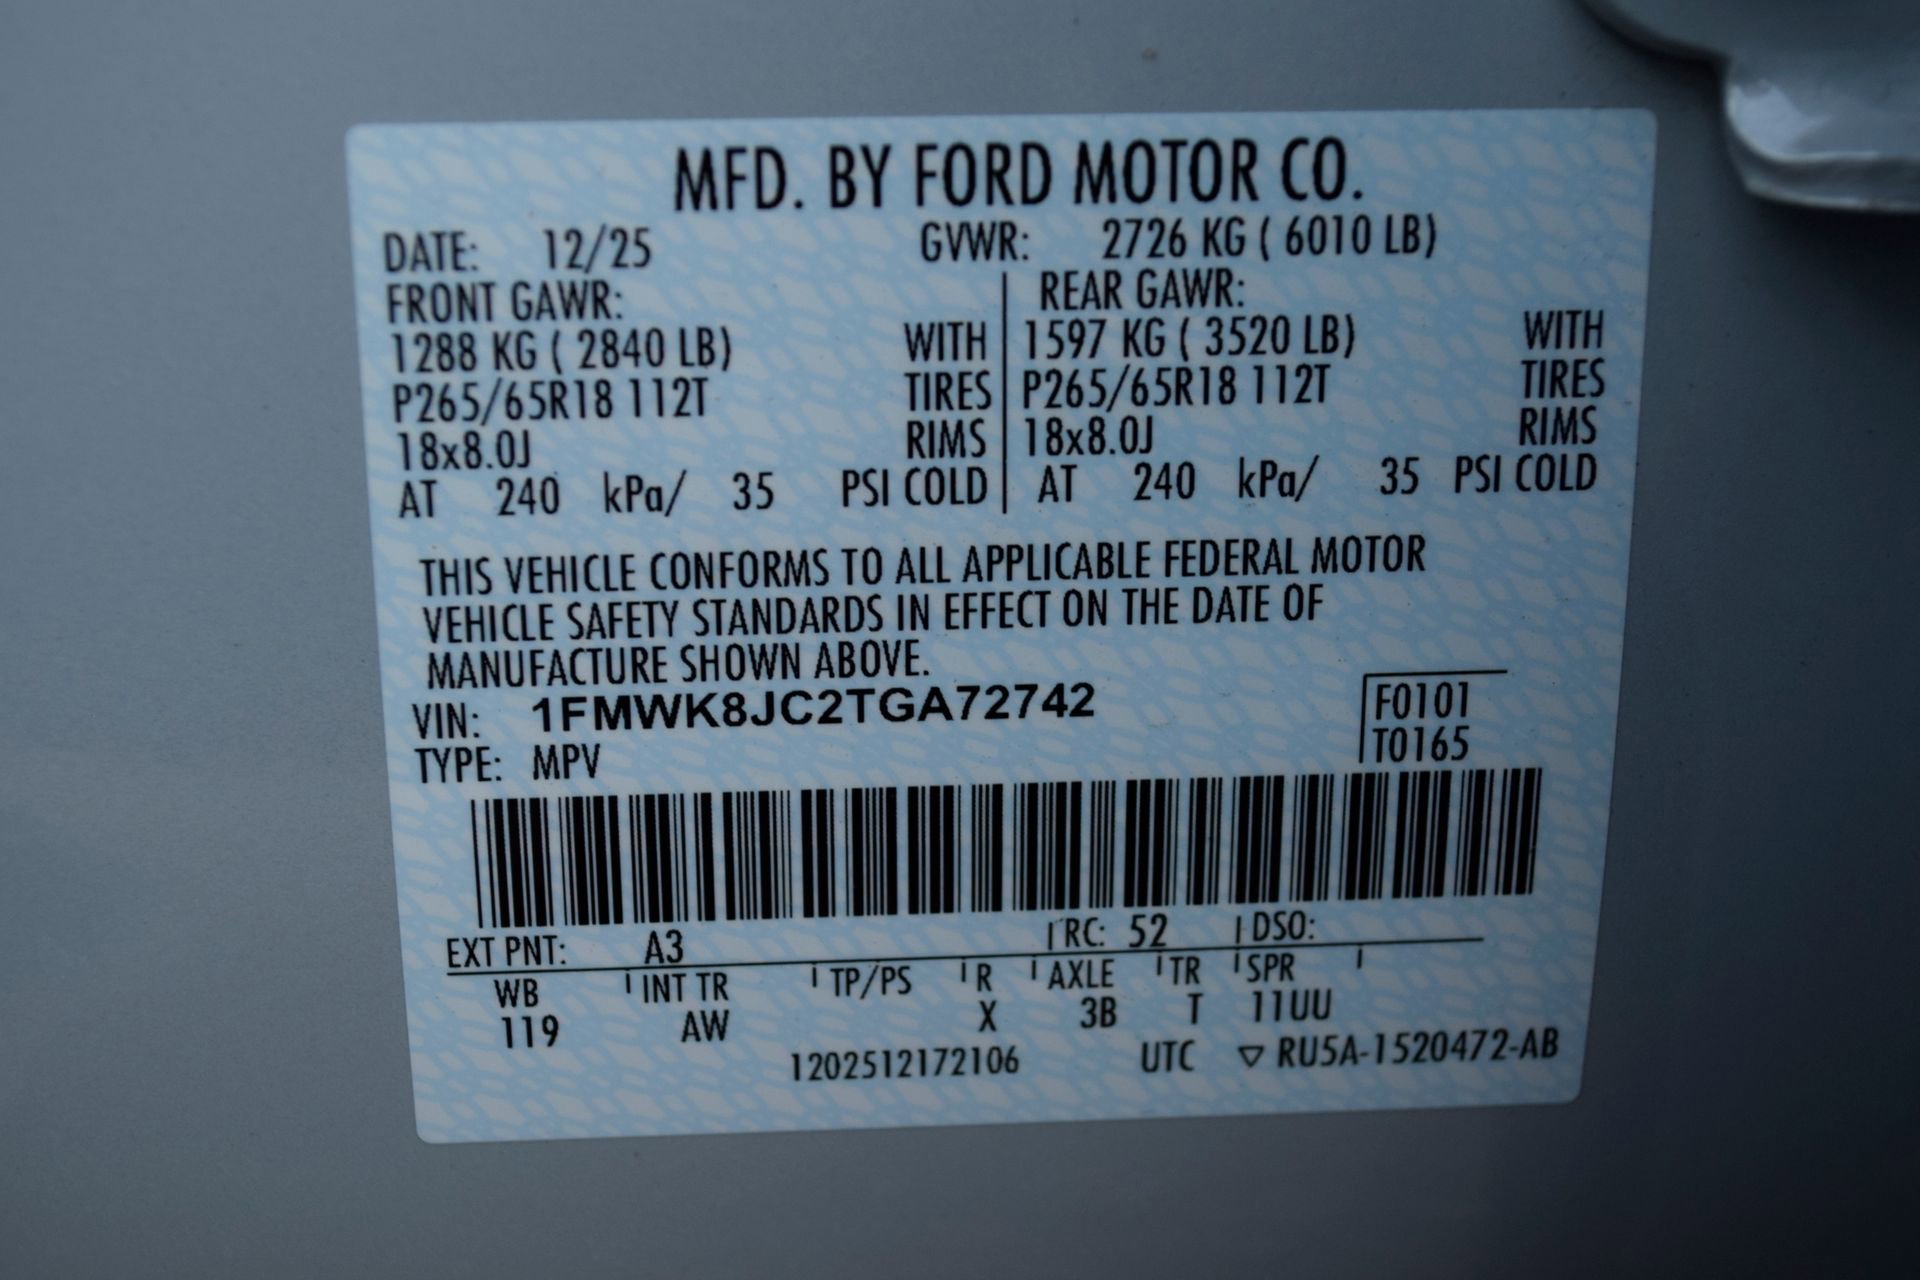 MFD. BY FORD MOTOR CO.
DATE: 12/25 GVWR: 2726 KG ( 6010 LB)
FRONT GAWR: REAR GAWR:
1288 KG ( 2840 LB) WITH 1597 KG ( 3520 LB) WITH
P265/65R18 112T TIRES P265/65R18 112T TIRES
18x8.0J RIMS 18x8.0J RIMS
AT 240 kPa/ 35 PSI COLD AT 240 kPa/ 35 PSI COLD
THIS VEHICLE CONFORMS TO ALL APPLICABLE FEDERAL MOTOR
VEHICLE SAFETY STANDARDS IN EFFECT ON THE DATE OF
MANUFACTURE SHOWN ABOVE.
VIN: 1FMWK8JC2TGA72742 F0101
TYPE: MPV T0165
EXT PNT: A3 RC: 52 DSO:
WB INT TR TP/PS R AXLE TR SPR
119 AW X 3B T 11UU
1202512172106 UTC ▽ RU5A-1520472-AB